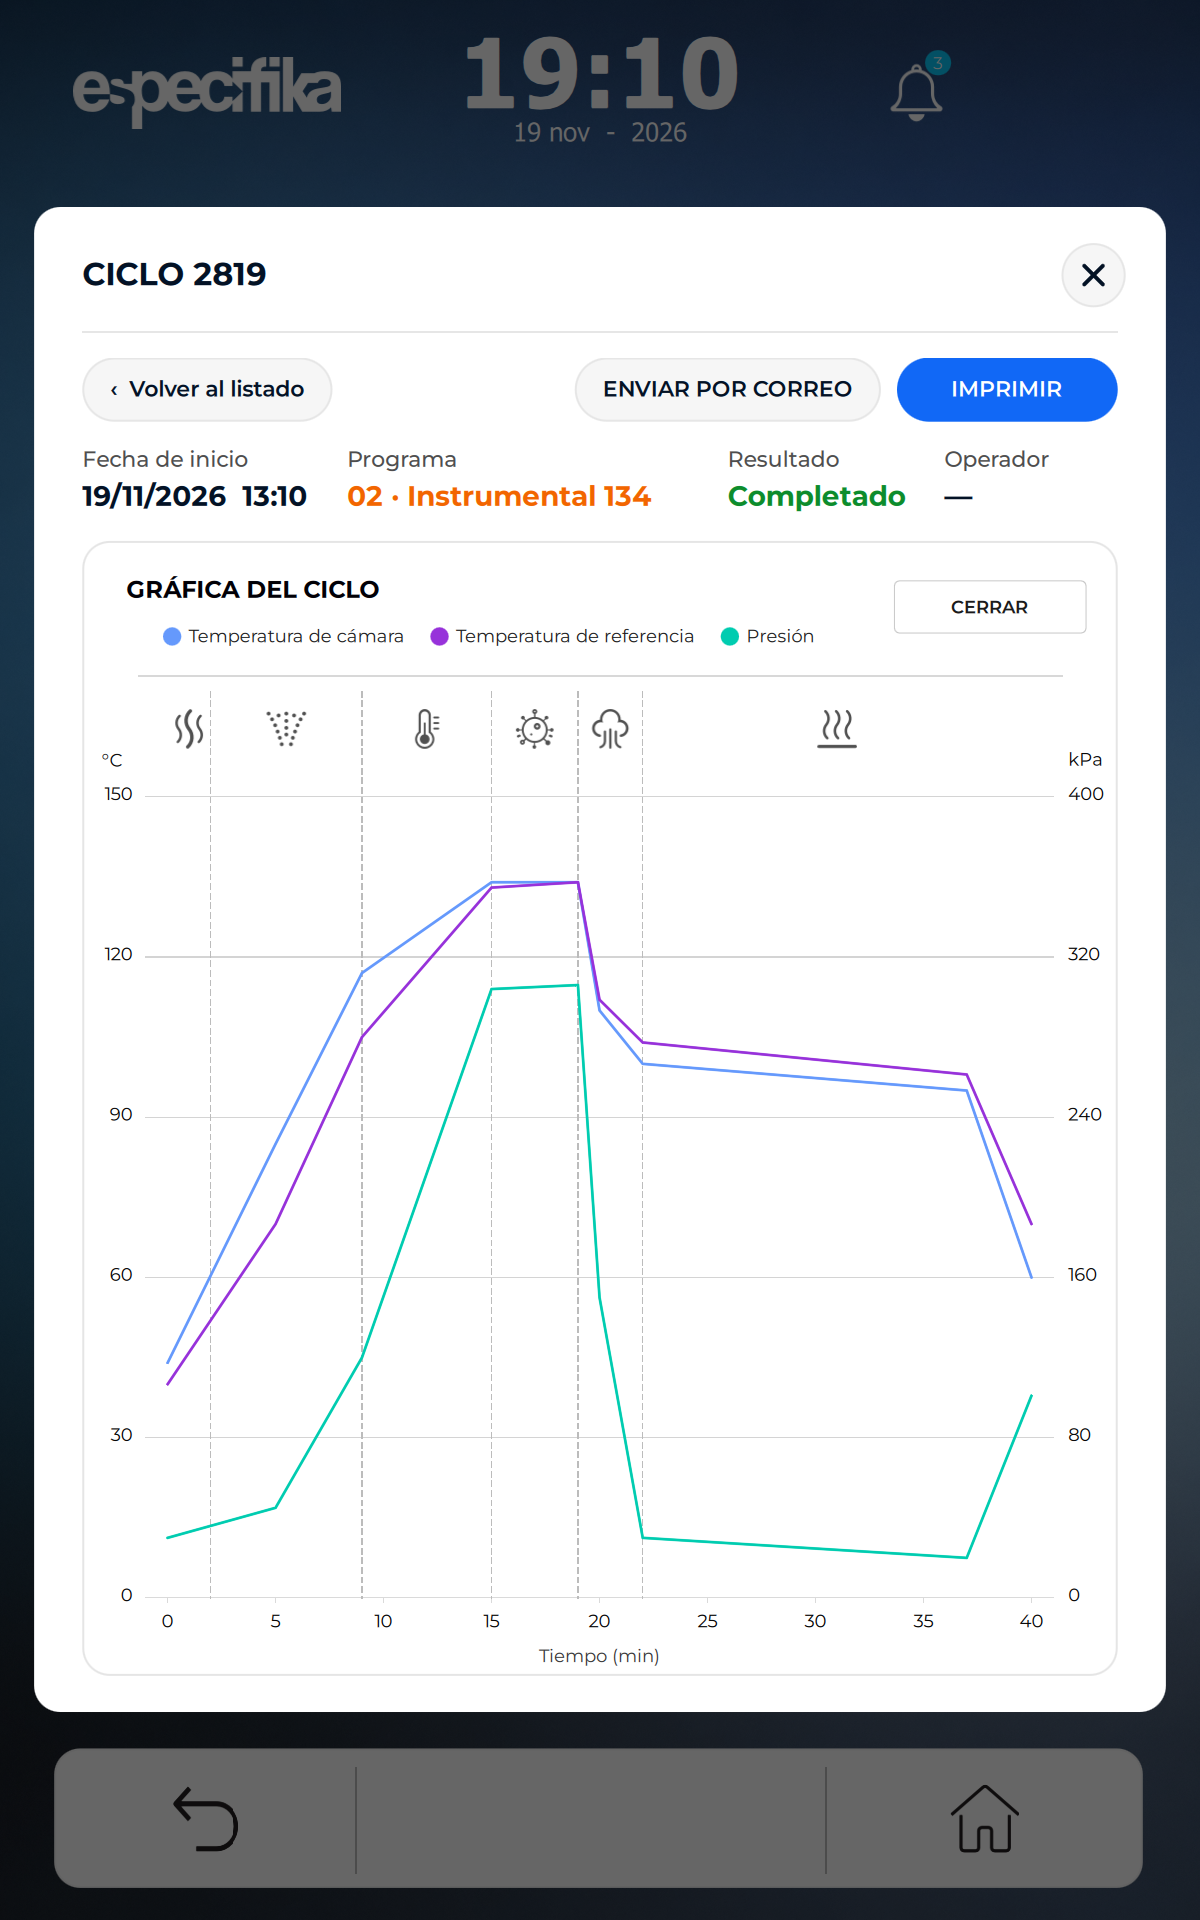 especifika
19:10
19 nov - 2026
3
CICLO 2819
‹ Volver al listado
ENVIAR POR CORREO
IMPRIMIR
Fecha de inicio
19/11/2026 13:10
Programa
02 · Instrumental 134
Resultado
Completado
Operador
—
GRÁFICA DEL CICLO
CERRAR
Temperatura de cámara
Temperatura de referencia
Presión
°C
kPa
150
400
120
320
90
240
60
160
30
80
0
0
0 5 10 15 20 25 30 35 40
Tiempo (min)